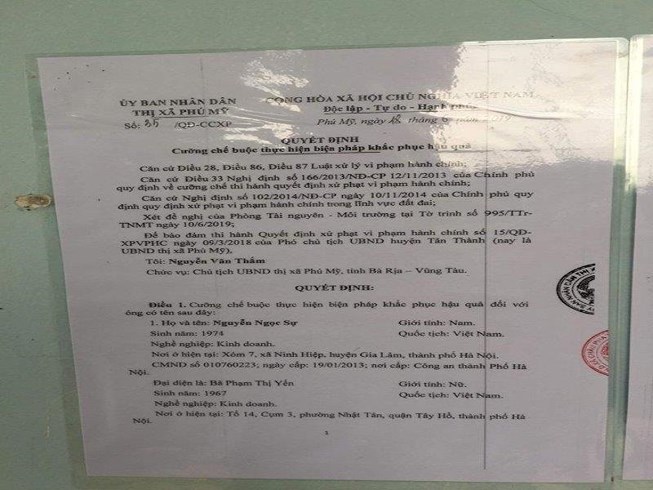 ỦY BAN NHÂN DÂN
THỊ XÃ PHÚ MỸ
Số: 35 /QĐ-CCXP
CỘNG HÒA XÃ HỘI CHỦ NGHĨA VIỆT NAM
Độc lập - Tự do - Hạnh phúc
Phú Mỹ, ngày tháng 6
QUYẾT ĐỊNH
Cưỡng chế buộc thực hiện biện pháp khắc phục hậu quả
Căn cứ Điều 28, Điều 86, Điều 87 Luật xử lý vi phạm hành chính;
Căn cứ Điều 33 Nghị định số 166/2013/NĐ-CP 12/11/2013 của Chính phủ
quy định về cưỡng chế thi hành quyết định xử phạt vi phạm hành chính;
Căn cứ Nghị định số 102/2014/NĐ-CP ngày 10/11/2014 của Chính phủ quy
định quy định xử phạt vi phạm hành chính trong lĩnh vực đất đai;
Xét đề nghị của Phòng Tài nguyên - Môi trường tại Tờ trình số 995/TTr-
TNMT ngày 10/6/2019;
Để bảo đảm thi hành Quyết định xử phạt vi phạm hành chính số 15/QĐ-
XPVPHC ngày 09/3/2018 của Phó chủ tịch UBND huyện Tân Thành (nay là
UBND thị xã Phú Mỹ),
Tôi: Nguyễn Văn Thắm
Chức vụ: Chủ tịch UBND thị xã Phú Mỹ, tỉnh Bà Rịa – Vũng Tàu.
QUYẾT ĐỊNH:
Điều 1. Cưỡng chế buộc thực hiện biện pháp khắc phục hậu quả đối với
ông có tên sau đây:
1. Họ và tên: Nguyễn Ngọc Sự Giới tính: Nam.
Sinh năm: 1974 Quốc tịch: Việt Nam.
Nghề nghiệp: Kinh doanh.
Nơi ở hiện tại: Xóm 7, xã Ninh Hiệp, huyện Gia Lâm, thành phố Hà Nội.
CMND số 010760223; ngày cấp: 19/01/2013; nơi cấp: Công an thành Phố Hà
Nội.
Đại diện là: Bà Phạm Thị Yến Giới tính: Nữ.
Sinh năm: 1967 Quốc tịch: Việt Nam.
Nghề nghiệp: Kinh doanh.
Nơi ở hiện tại: Tổ 14, Cụm 3, phường Nhật Tân, quận Tây Hồ, thành phố Hà
Nội.
1